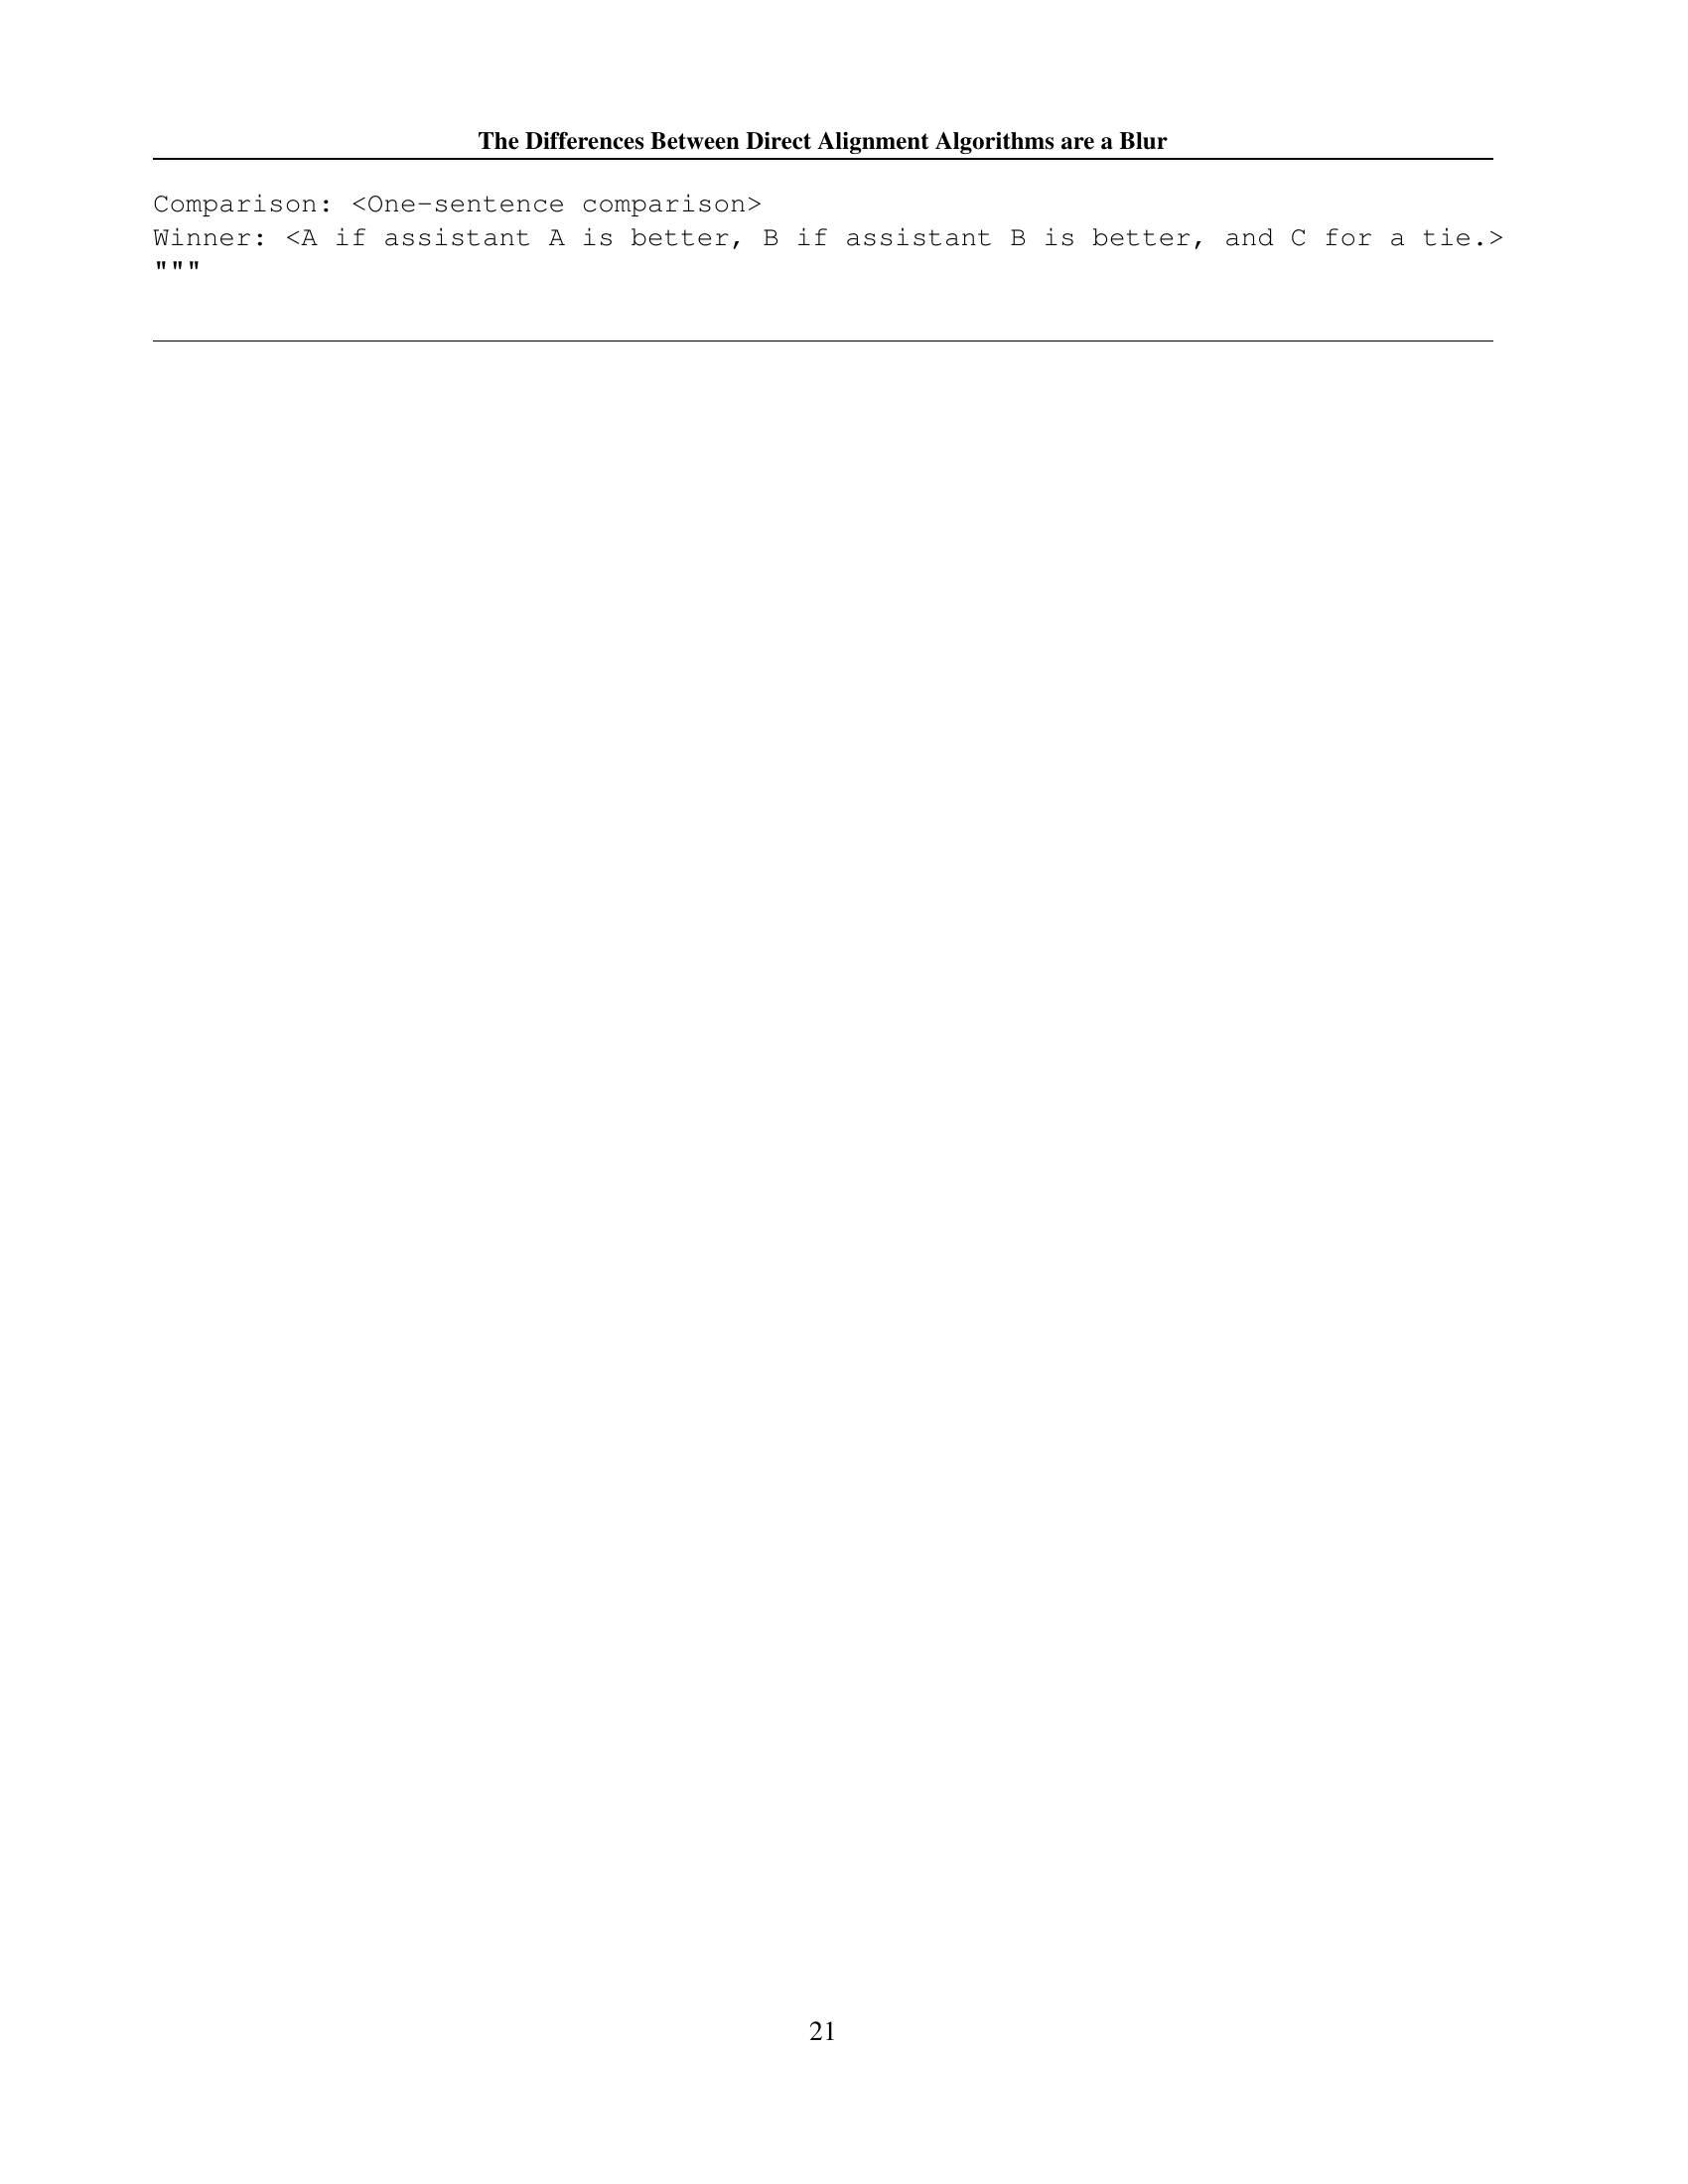 The Differences Between Direct Alignment Algorithms are a Blur
Comparison: <One-sentence comparison>
Winner: <A if assistant A is better, B if assistant B is better, and C for a tie.>
"""
21